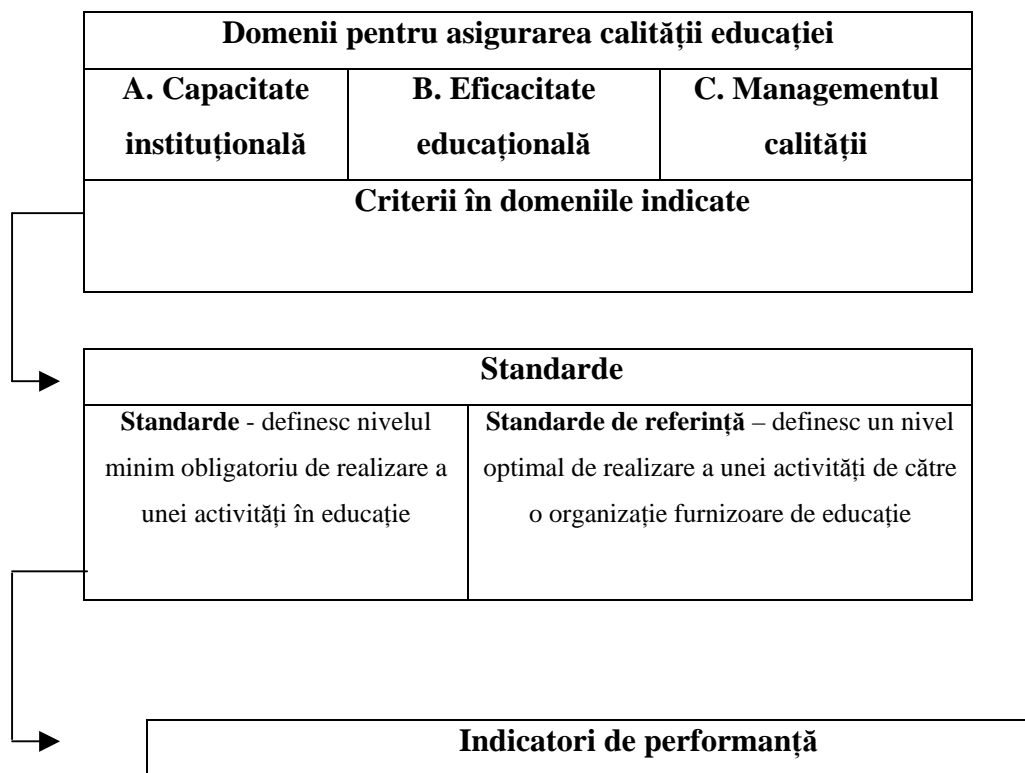 Domenii pentru asigurarea calității educației
A. Capacitate
instituțională
B. Eficacitate
educațională
C. Managementul
calității
Criterii în domeniile indicate
Standarde
Standarde - definesc nivelul
minim obligatoriu de realizare a
unei activități în educație
Standarde de referință – definesc un nivel
optimal de realizare a unei activități de către
o organizație furnizoare de educație
Indicatori de performanță